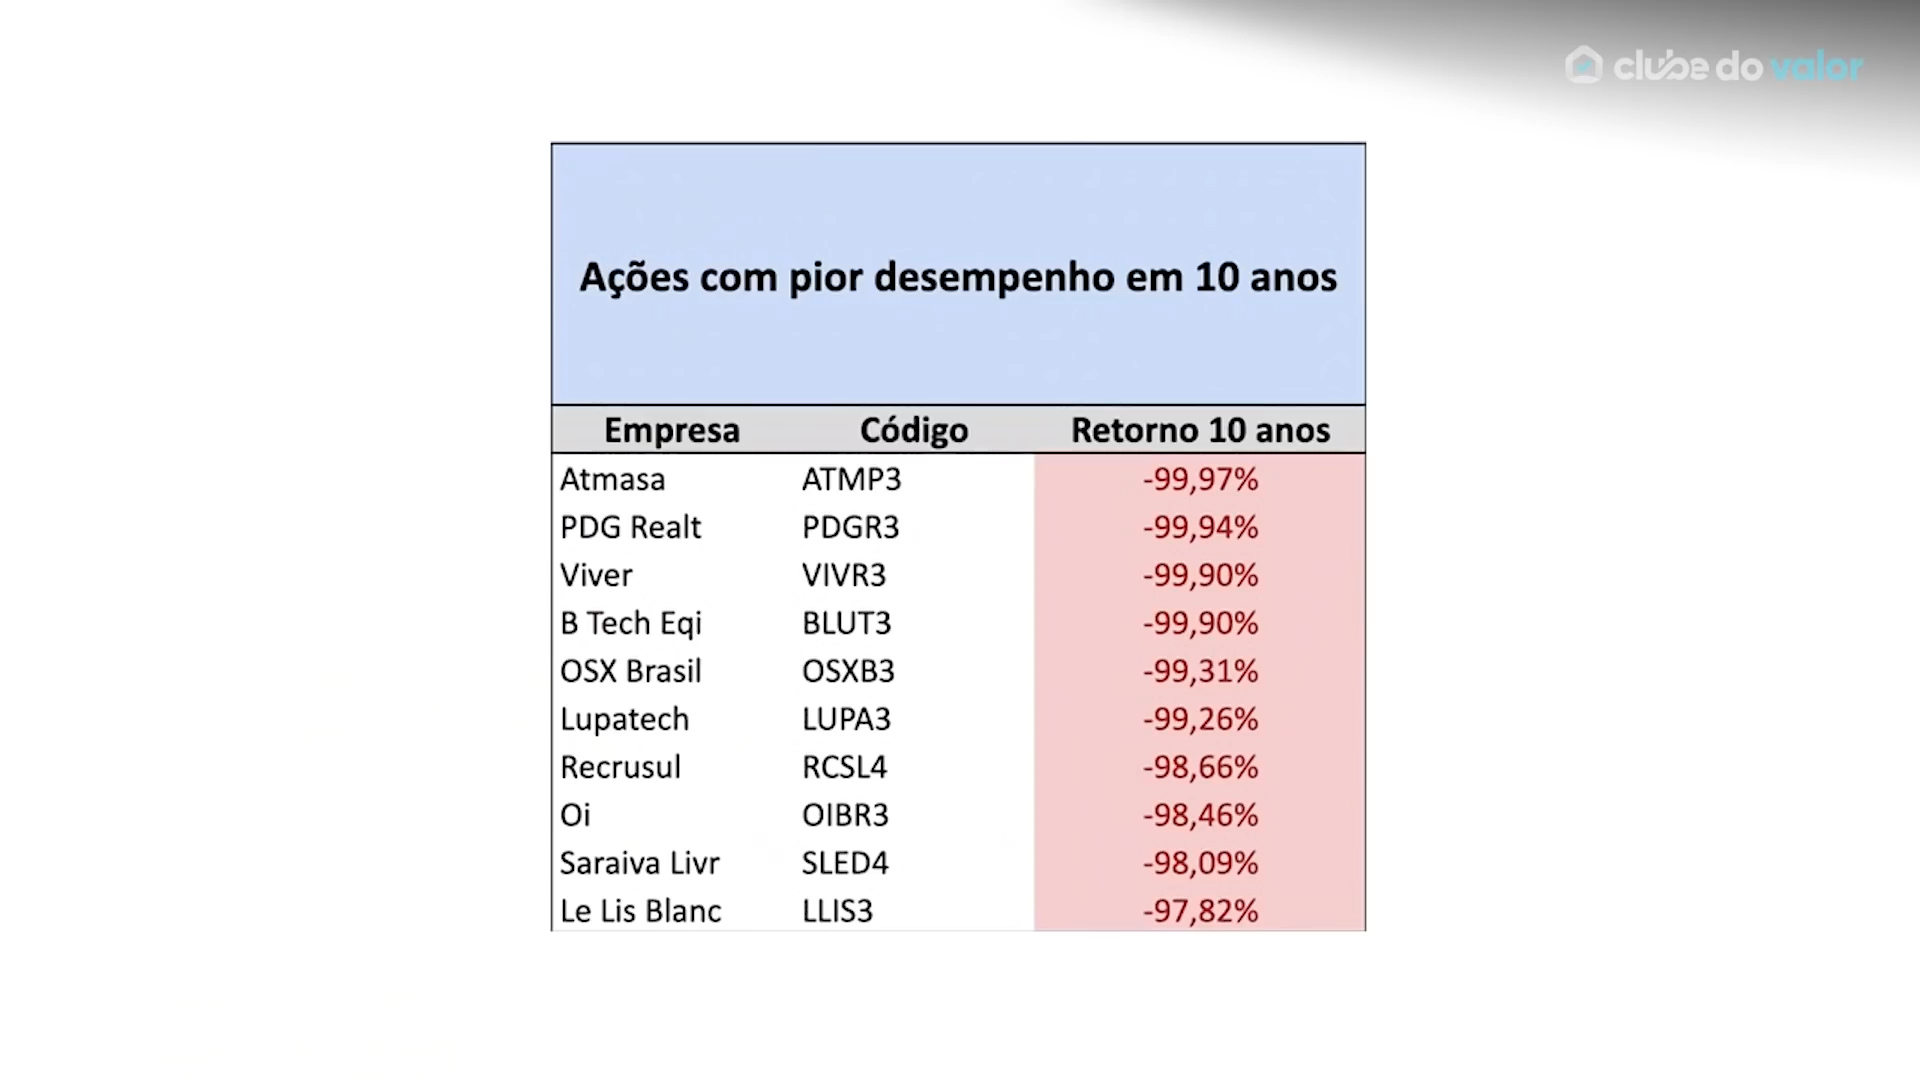 clube do valor
Ações com pior desempenho em 10 anos
Empresa Código Retorno 10 anos
Atmasa ATMP3 -99,97%
PDG Realt PDGR3 -99,94%
Viver VIVR3 -99,90%
B Tech Eqi BLUT3 -99,90%
OSX Brasil OSXB3 -99,31%
Lupatech LUPA3 -99,26%
Recrusul RCSL4 -98,66%
Oi OIBR3 -98,46%
Saraiva Livr SLED4 -98,09%
Le Lis Blanc LLIS3 -97,82%